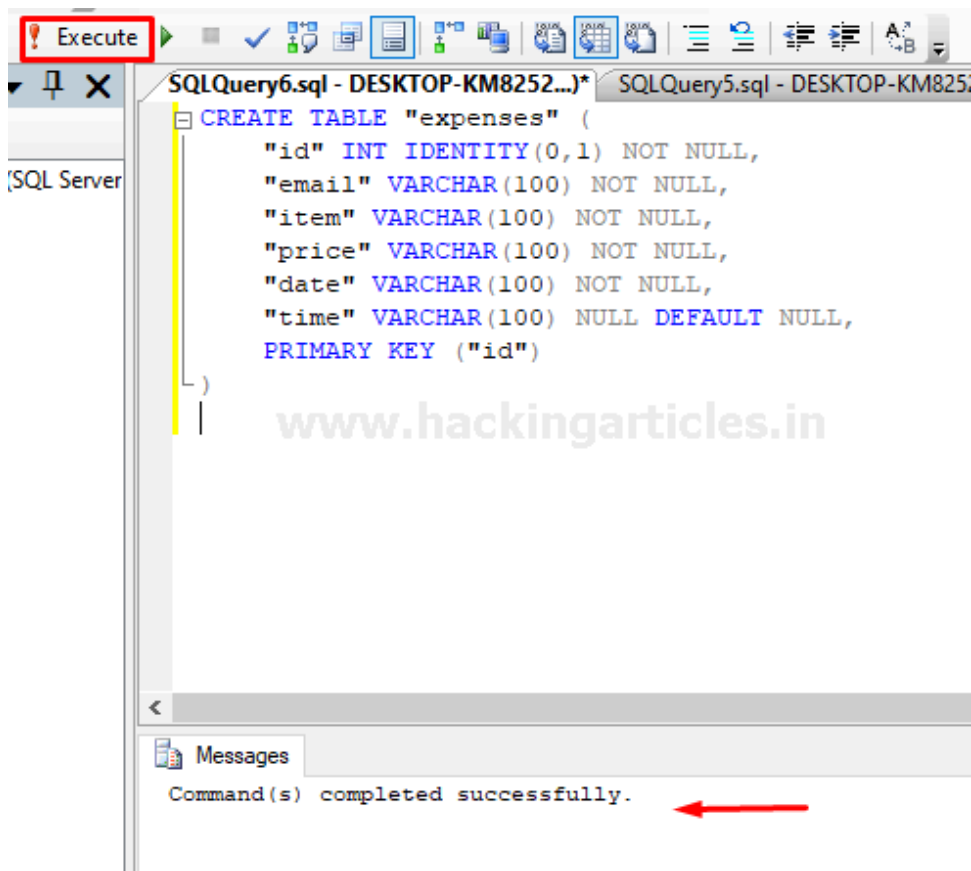 Execute
SQLQuery6.sql - DESKTOP-KM8252...)* SQLQuery5.sql - DESKTOP-KM8252
(SQL Server
CREATE TABLE "expenses" (
"id" INT IDENTITY(0,1) NOT NULL,
"email" VARCHAR(100) NOT NULL,
"item" VARCHAR(100) NOT NULL,
"price" VARCHAR(100) NOT NULL,
"date" VARCHAR(100) NOT NULL,
"time" VARCHAR(100) NULL DEFAULT NULL,
PRIMARY KEY ("id")
)
www.hackingarticles.in
Messages
Command(s) completed successfully.